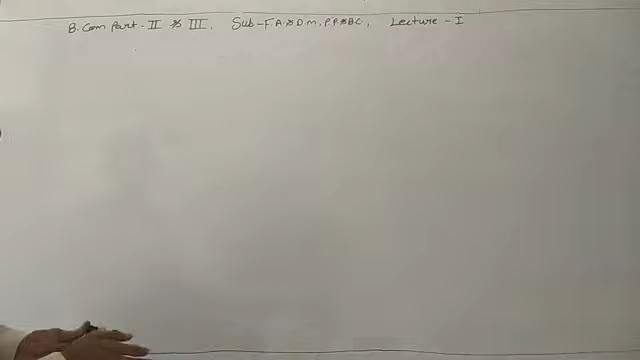 B. Com Part - II & III, Sub - F.A. & D.M, P.R & B.C, Lecture - I